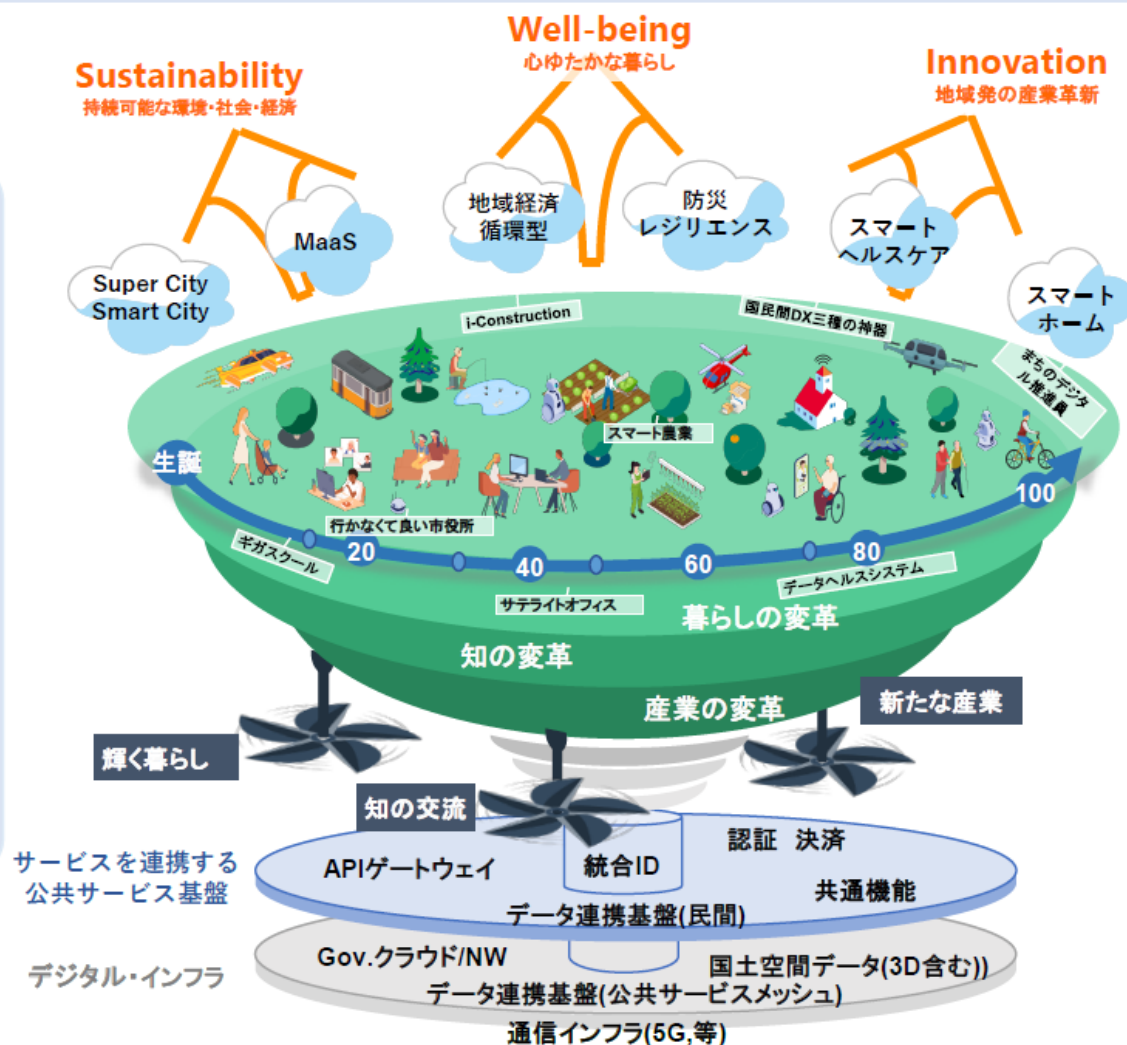 Well-being
心ゆたかな暮らし
Sustainability
持続可能な環境・社会・経済
Innovation
地域発の産業革新
Super City
Smart City
MaaS
地域経済
循環型
防災
レジリエンス
スマート
ヘルスケア
スマート
ホーム
i-Construction
国民間DX三種の神器
まちのデジタ
ル推進員
スマート農業
生誕
行かなくて良い市役所
ギガスクール
20
40
60
80
100
サテライトオフィス
データヘルスシステム
暮らしの変革
知の変革
産業の変革
新たな産業
輝く暮らし
知の交流
サービスを連携する
公共サービス基盤
APIゲートウェイ
統合ID
認証 決済
共通機能
データ連携基盤(民間)
デジタル・インフラ
Gov.クラウド/NW
国土空間データ(3D含む))
データ連携基盤(公共サービスメッシュ)
通信インフラ(5G,等)